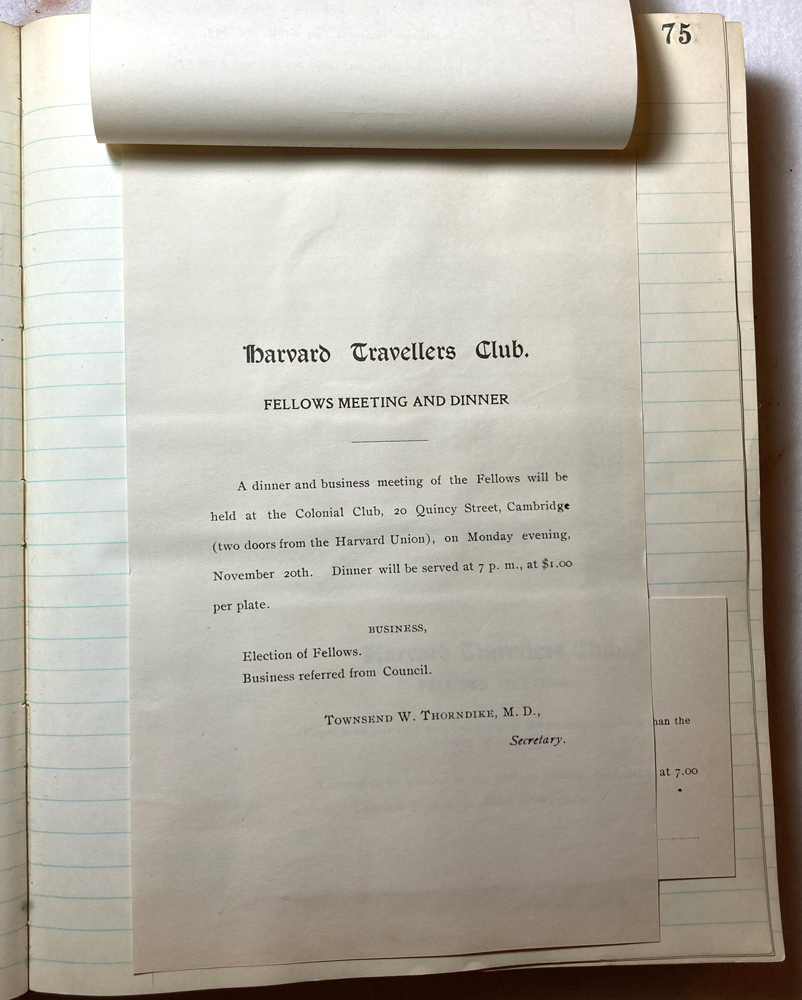 75
Harvard Travellers Club.
FELLOWS MEETING AND DINNER
A dinner and business meeting of the Fellows will be
held at the Colonial Club, 20 Quincy Street, Cambridge
(two doors from the Harvard Union), on Monday evening,
November 20th. Dinner will be served at 7 p. m., at $1.00
per plate.
BUSINESS,
Election of Fellows.
Business referred from Council.
TOWNSEND W. THORNDIKE, M. D.,
Secretary.
than the
at 7.00